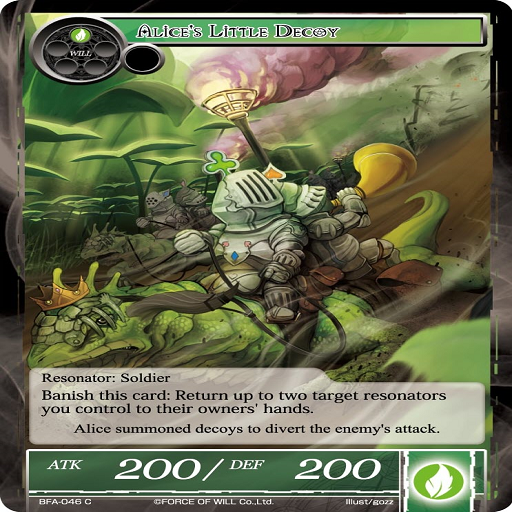 Alice's Little Decoy
WILL
Resonator: Soldier
Banish this card: Return up to two target resonators
you control to their owners' hands.
Alice summoned decoys to divert the enemy's attack.
ATK 200/ DEF 200
BFA-046 C ©FORCE OF WILL Co.,Ltd. Illust/gozz